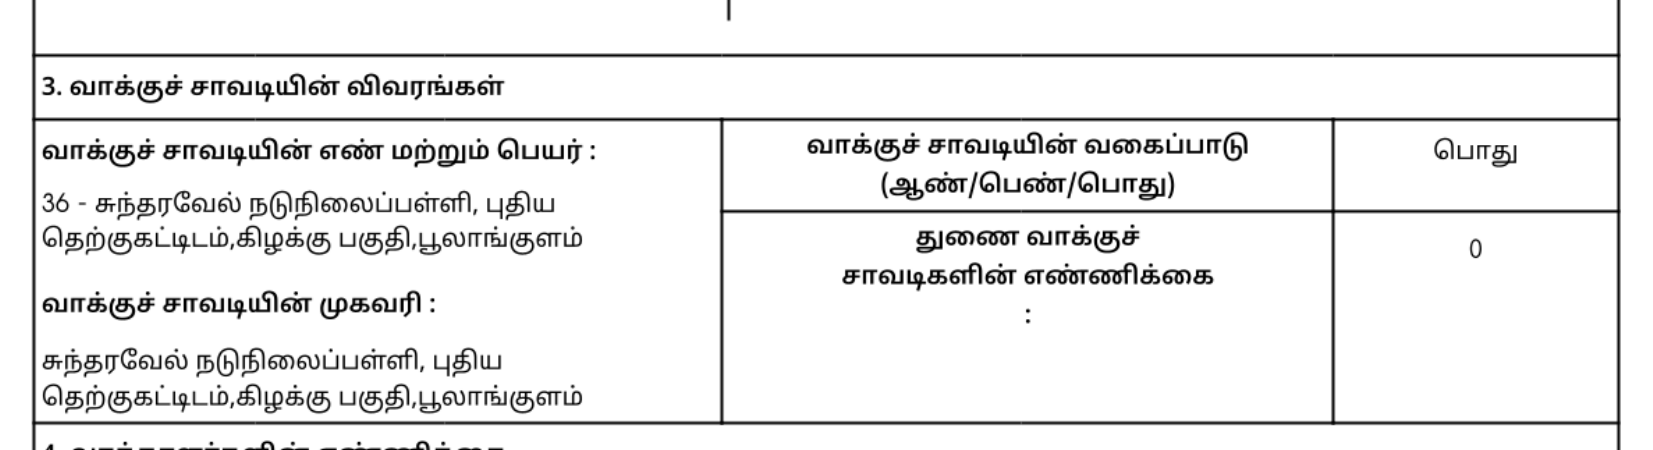 3. வாக்குச் சாவடியின் விவரங்கள்
வாக்குச் சாவடியின் எண் மற்றும் பெயர் :
36 - சுந்தரவேல் நடுநிலைப்பள்ளி, புதிய
தெற்குகட்டிடம்,கிழக்கு பகுதி,பூலாங்குளம்
வாக்குச் சாவடியின் முகவரி :
சுந்தரவேல் நடுநிலைப்பள்ளி, புதிய
தெற்குகட்டிடம்,கிழக்கு பகுதி,பூலாங்குளம்
வாக்குச் சாவடியின் வகைப்பாடு
(ஆண்/பெண்/பொது)
பொது
துணை வாக்குச்
சாவடிகளின் எண்ணிக்கை
:
0